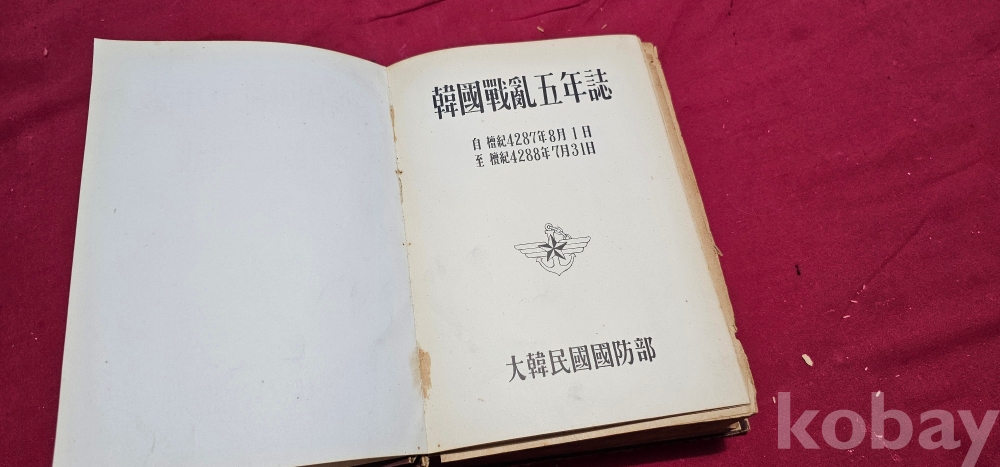 韓國戰亂五年誌
自 檀紀4287年8月1日
至 檀紀4288年7月31日
大韓民國國防部
kobay